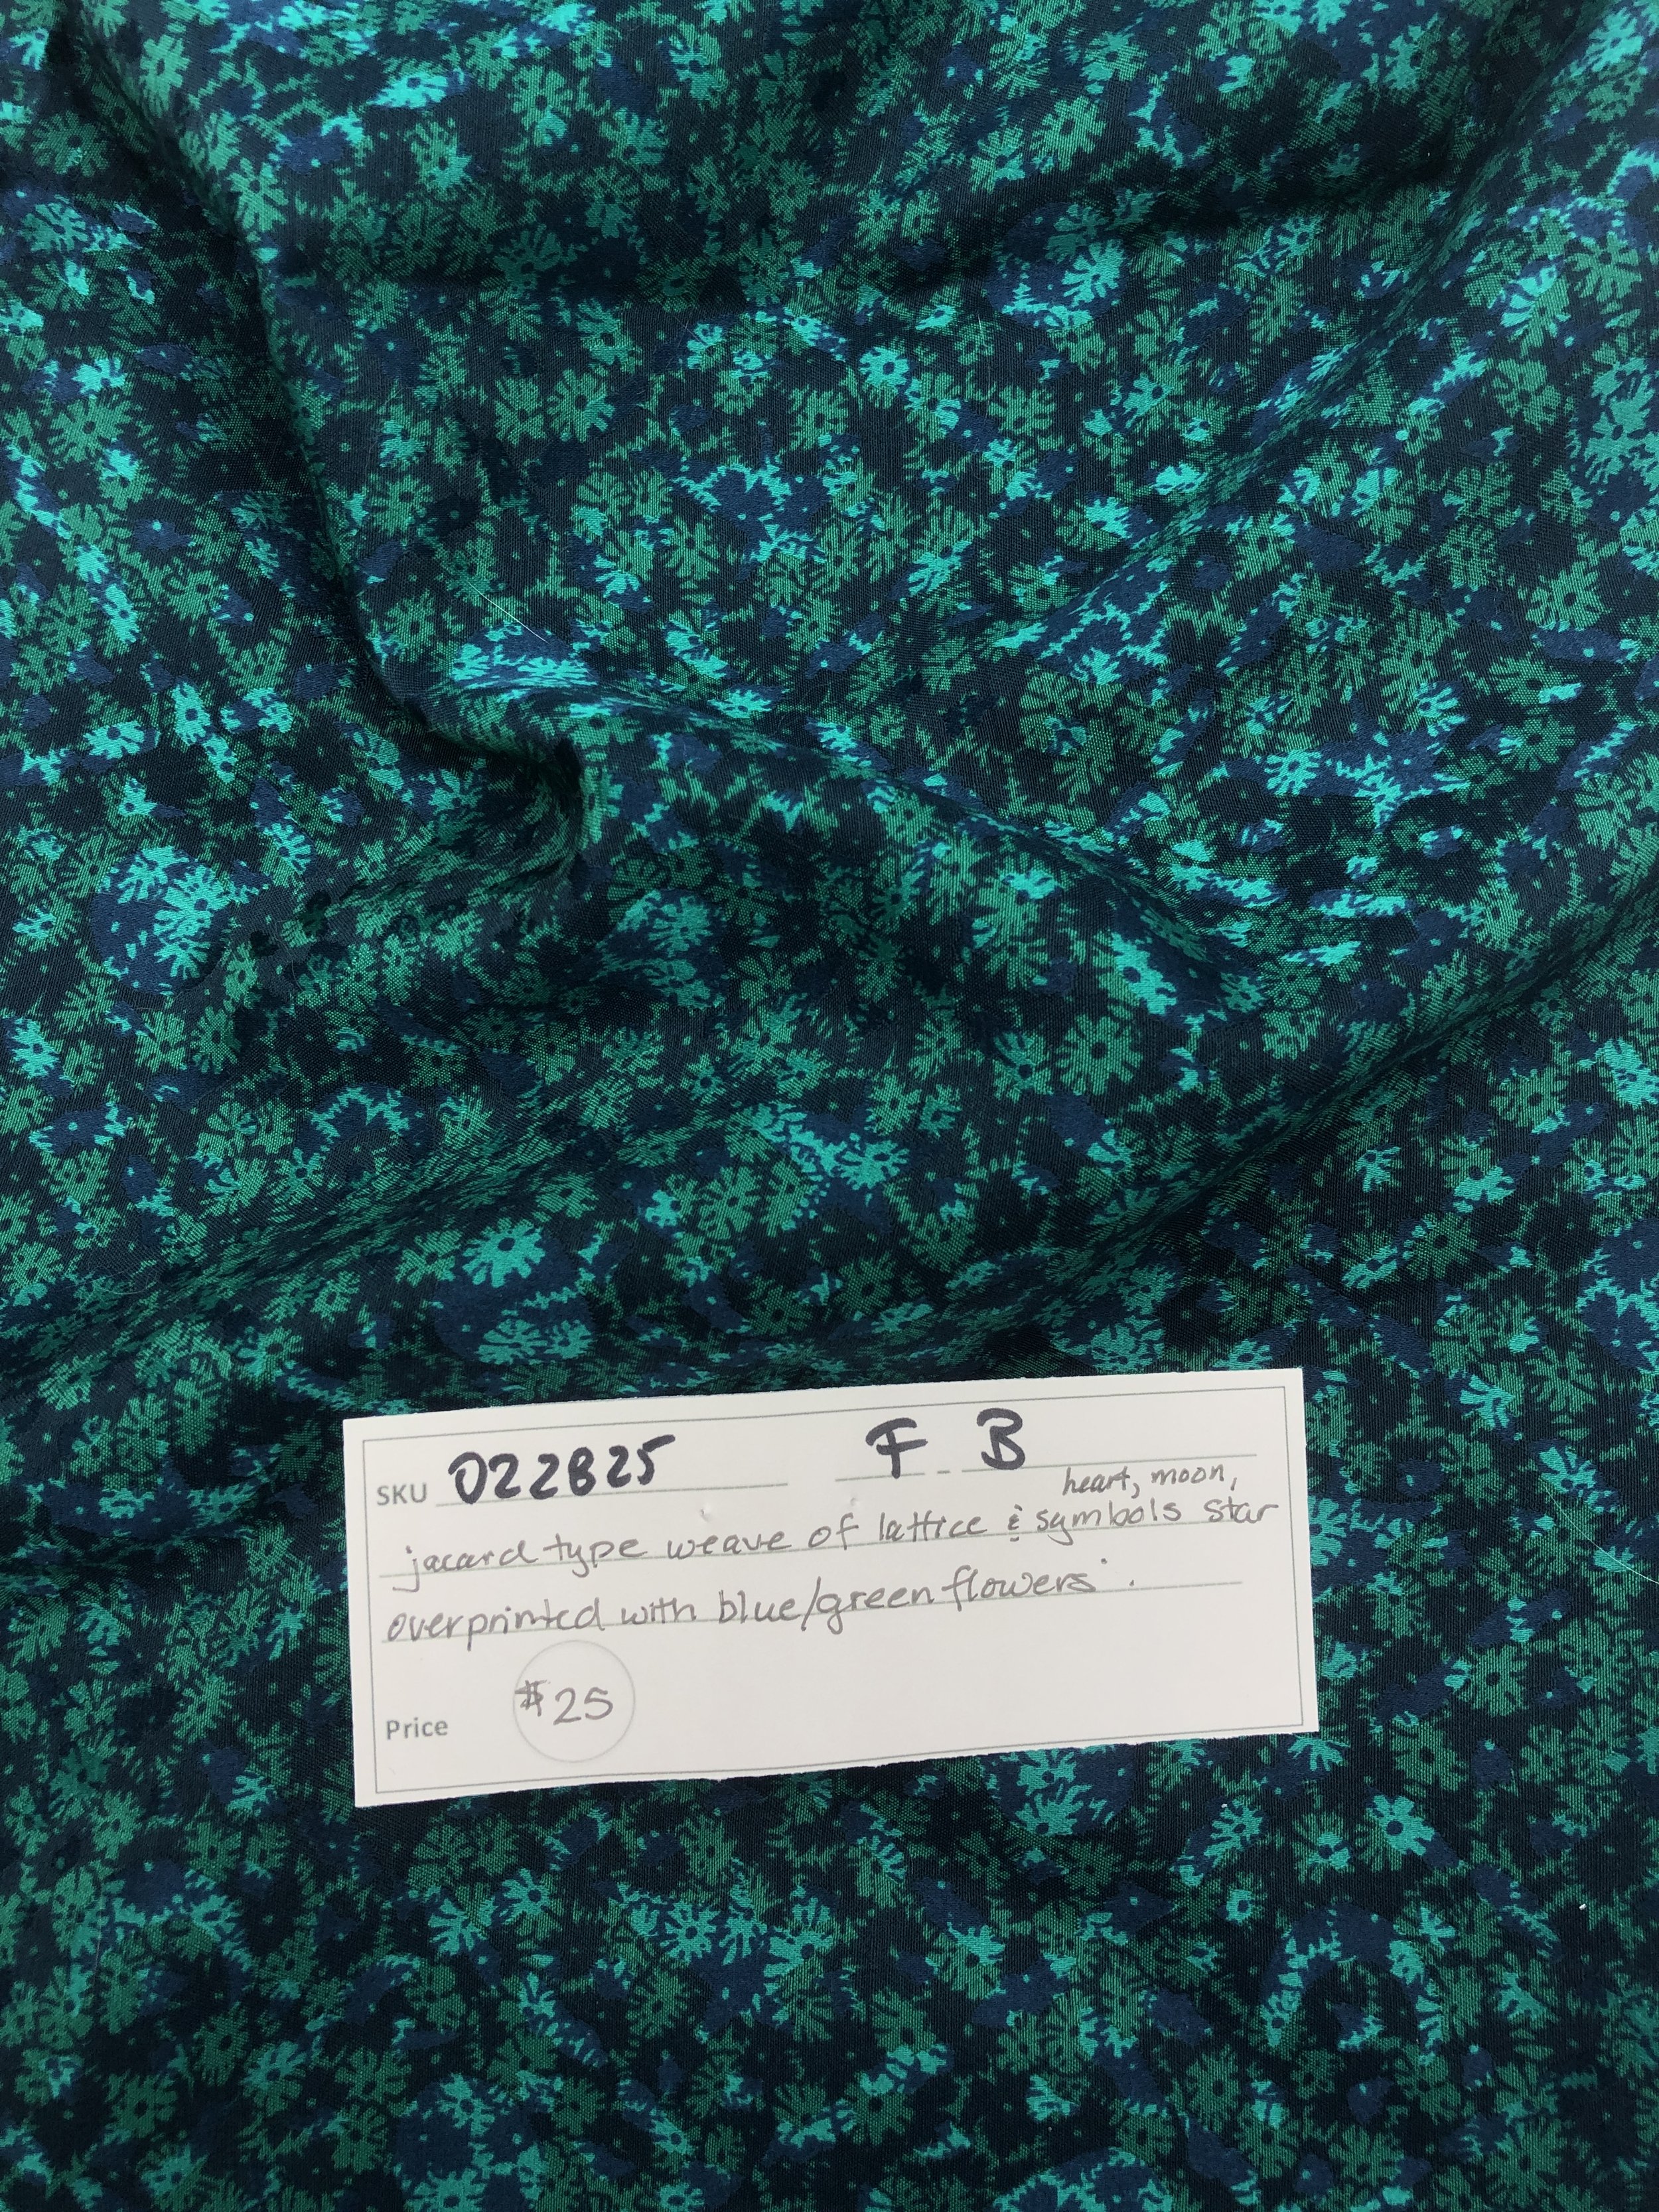 SKU 022825 F - B
heart, moon,
jacard type weave of lattice & symbols star
overprinted with blue/green flowers.
Price $25